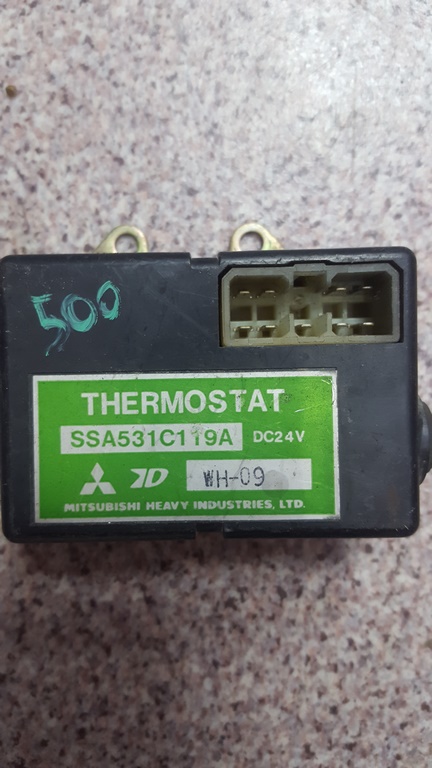 500
THERMOSTAT
SSA531C119A DC24V
WH-09
MITSUBISHI HEAVY INDUSTRIES, LTD.